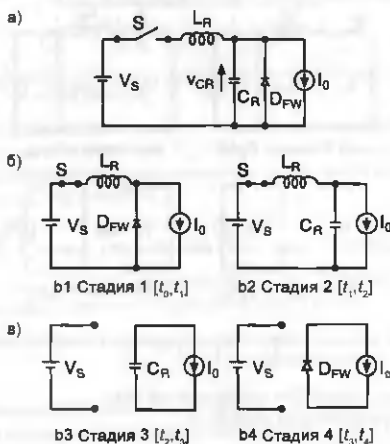 а)
S L_R
V_S v_CR C_R D_FW I_0
б)
S L_R S L_R
V_S D_FW I_0 V_S C_R I_0
b1 Стадия 1 [t_0,t_1] b2 Стадия 2 [t_1,t_2]
в)
V_S C_R I_0 V_S D_FW I_0
b3 Стадия 3 [t_2,t_3] b4 Стадия 4 [t_3,t_4]